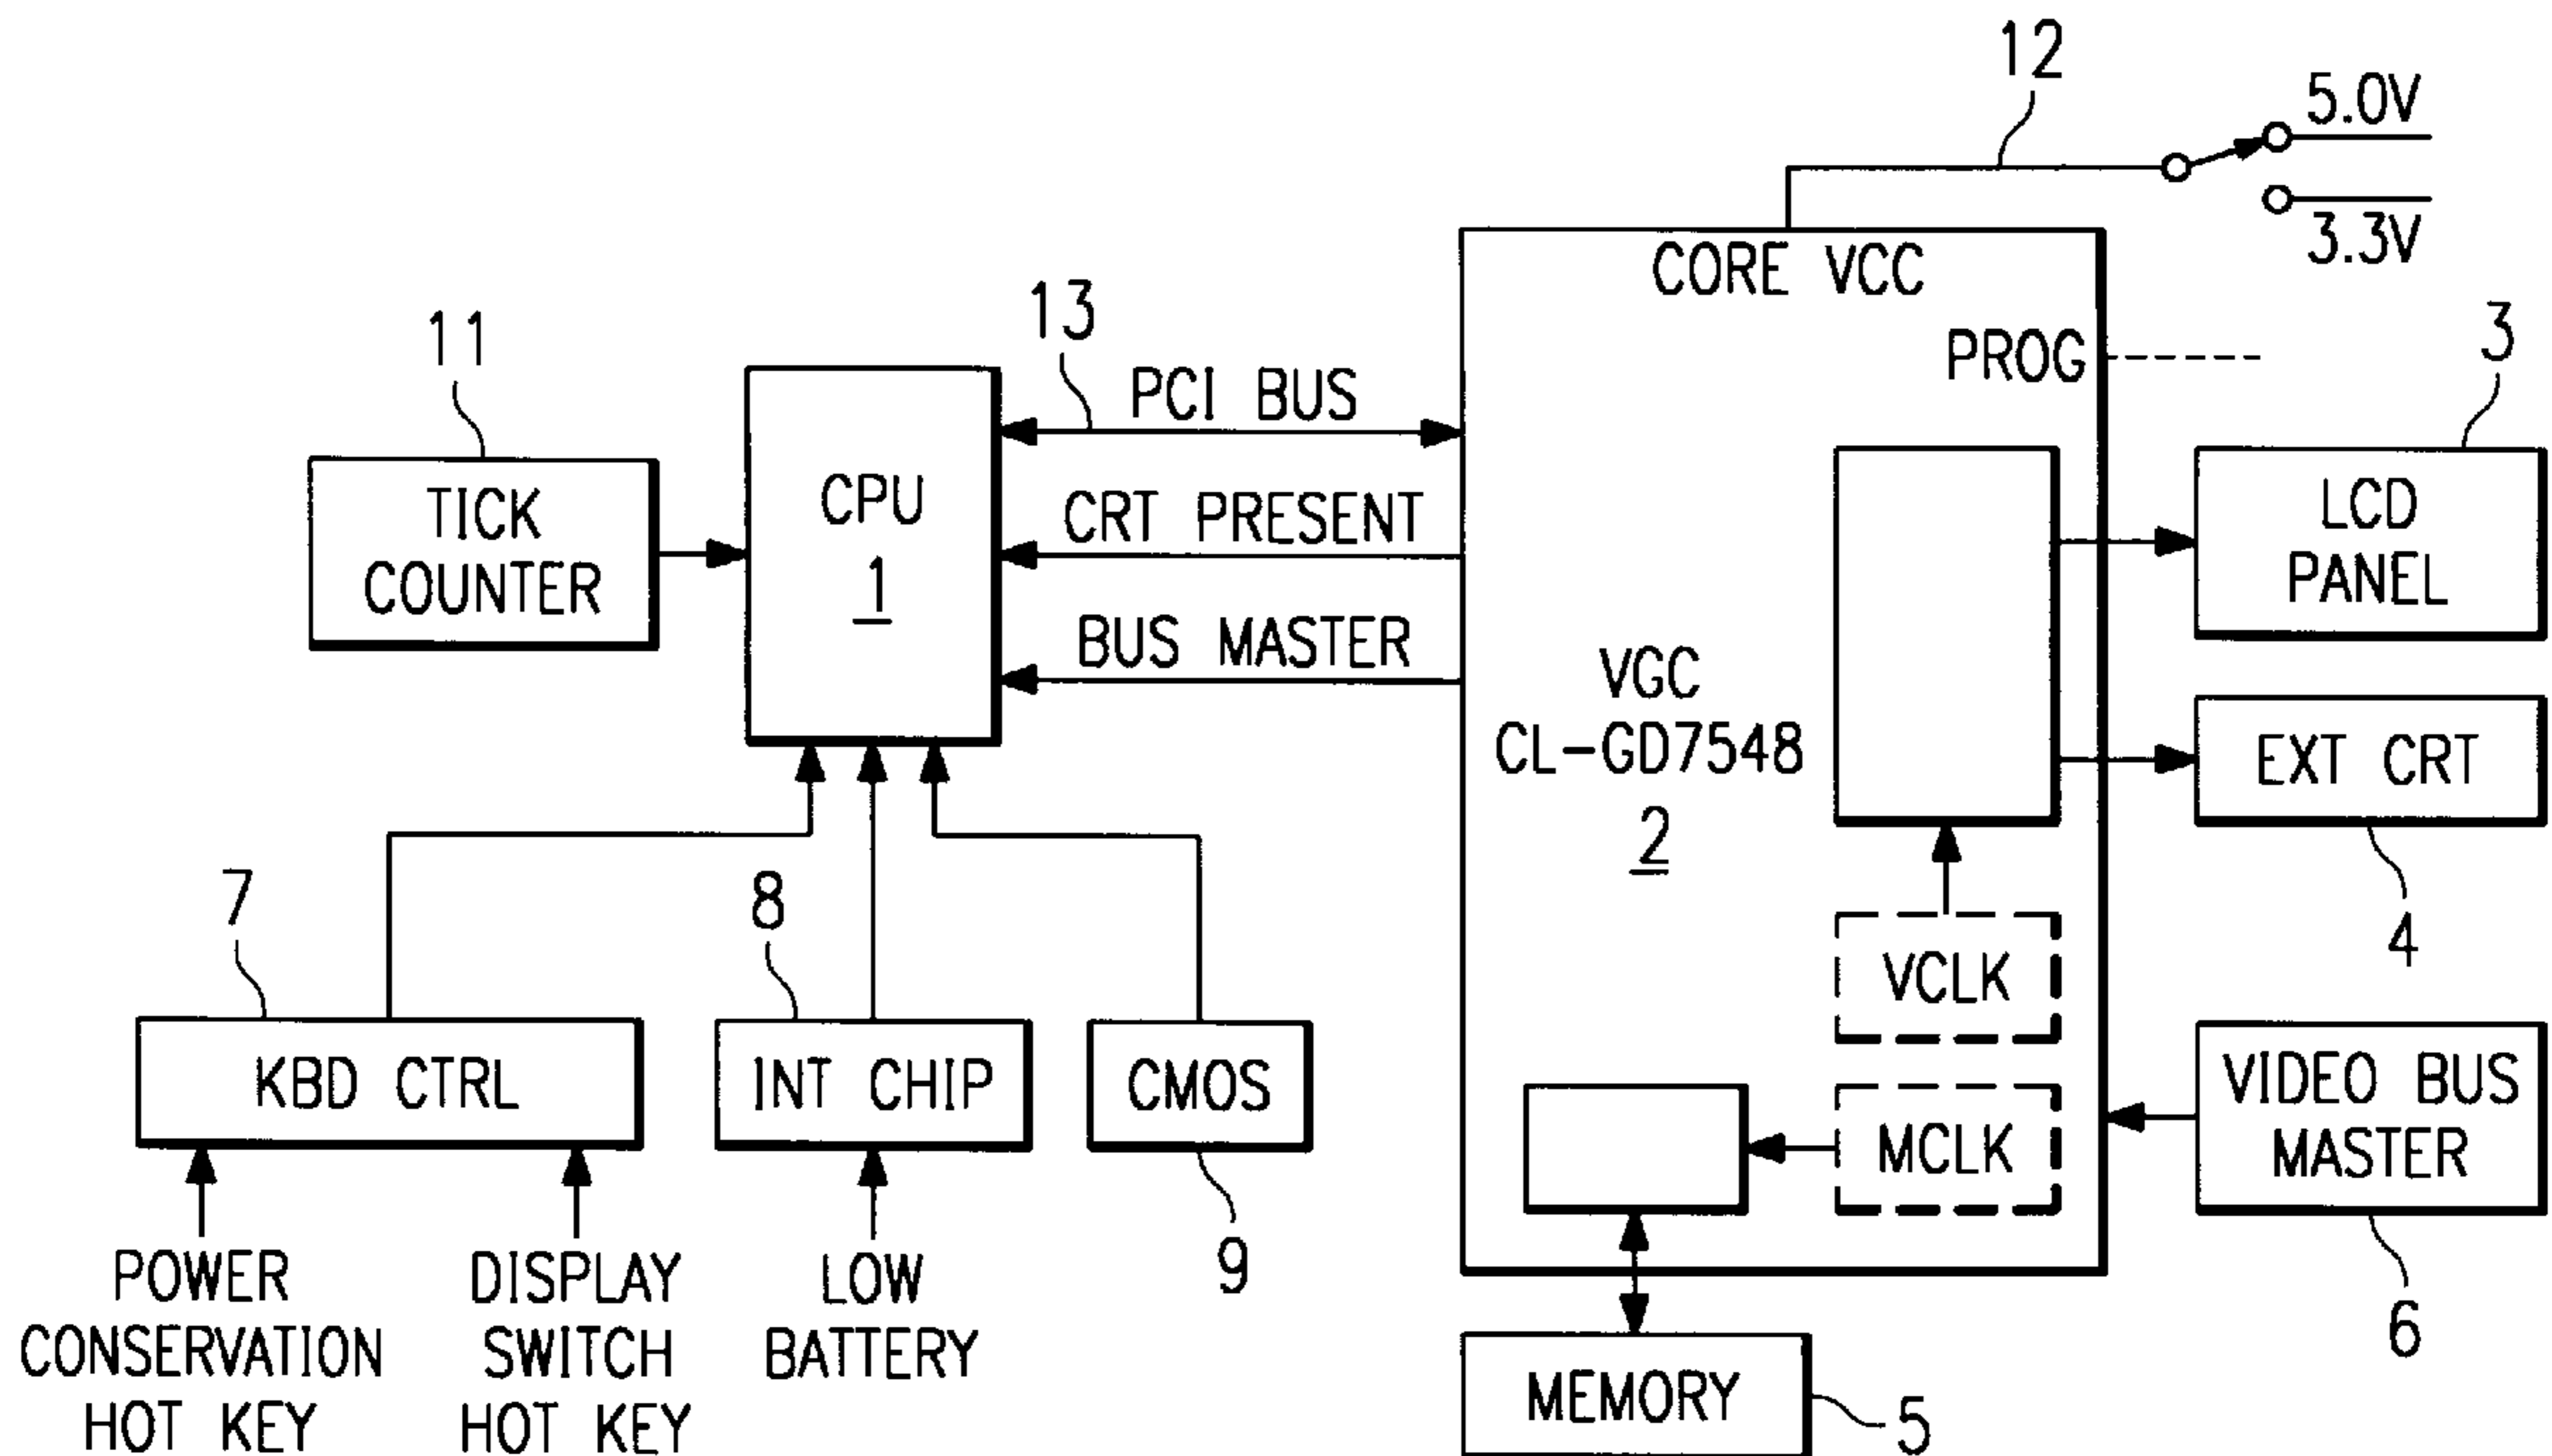 12
5.0V
3.3V
CORE VCC
PROG
3
11
13
PCI BUS
LCD
PANEL
TICK
COUNTER
CPU
1
CRT PRESENT
BUS MASTER
VGC
CL-GD7548
2
EXT CRT
4
7
8
VCLK
KBD CTRL
INT CHIP
CMOS
9
MCLK
VIDEO BUS
MASTER
6
POWER
CONSERVATION
HOT KEY
DISPLAY
SWITCH
HOT KEY
LOW
BATTERY
MEMORY
5